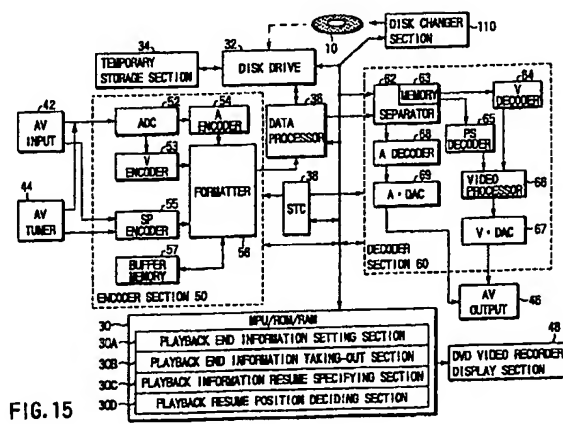 10
DISK CHANGER
SECTION
110
34
TEMPORARY
STORAGE SECTION
32
DISK DRIVE
42
AV
INPUT
44
AV
TUNER
52
ADC
54
A ENCODER
53
V
ENCODER
55
SP
ENCODER
57
BUFFER
MEMORY
FORMATTER
56
ENCODER SECTION 50
36
DATA
PROCESSOR
38
STC
62
63
MEMORY
SEPARATOR
64
V
DECODER
65
PS
DECODER
68
A DECODER
69
A・DAC
VIDEO
PROCESSOR
66
V・DAC
67
DECODER
SECTION 60
AV
OUTPUT
46
30
MPU/ROM/RAM
30A
PLAYBACK END INFORMATION SETTING SECTION
30B
PLAYBACK END INFORMATION TAKING-OUT SECTION
30C
PLAYBACK INFORMATION RESUME SPECIFYING SECTION
30D
PLAYBACK RESUME POSITION DECIDING SECTION
48
DVD VIDEO RECORDER
DISPLAY SECTION
FIG.15